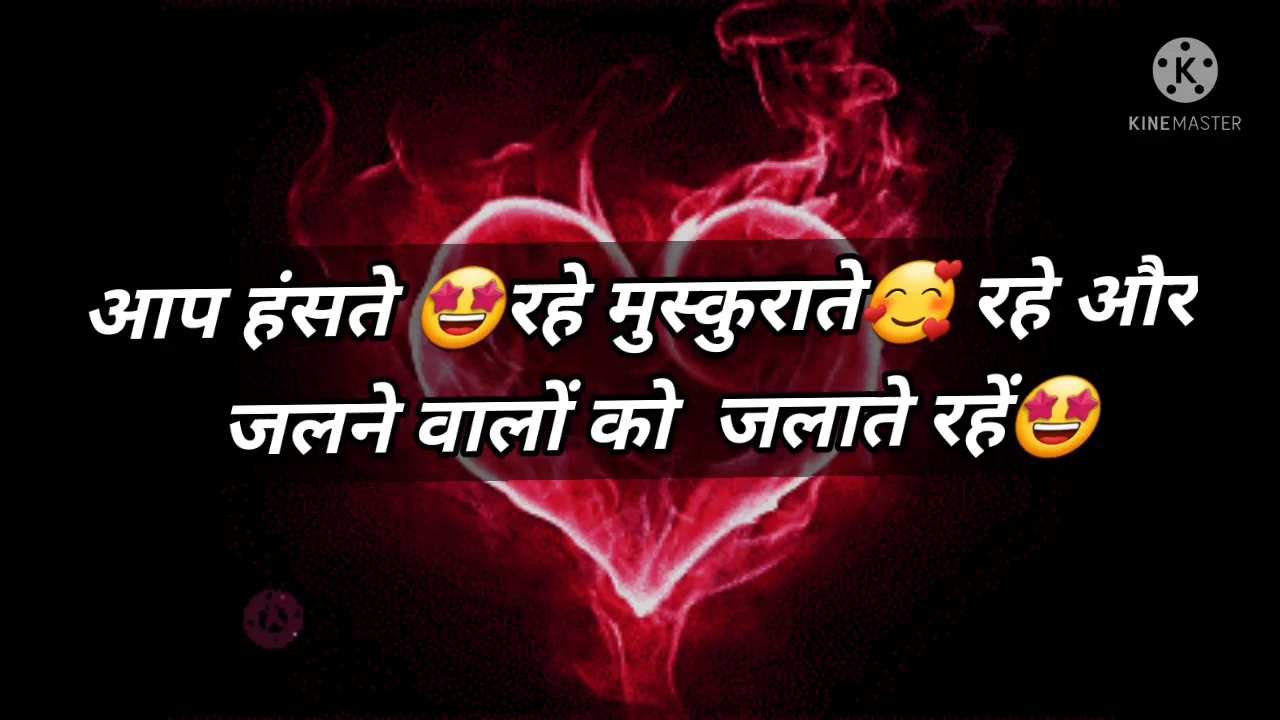 KINEMASTER
आप हंसते 🤩रहे मुस्कुराते🥰 रहे और
जलने वालों को जलाते रहें🤩